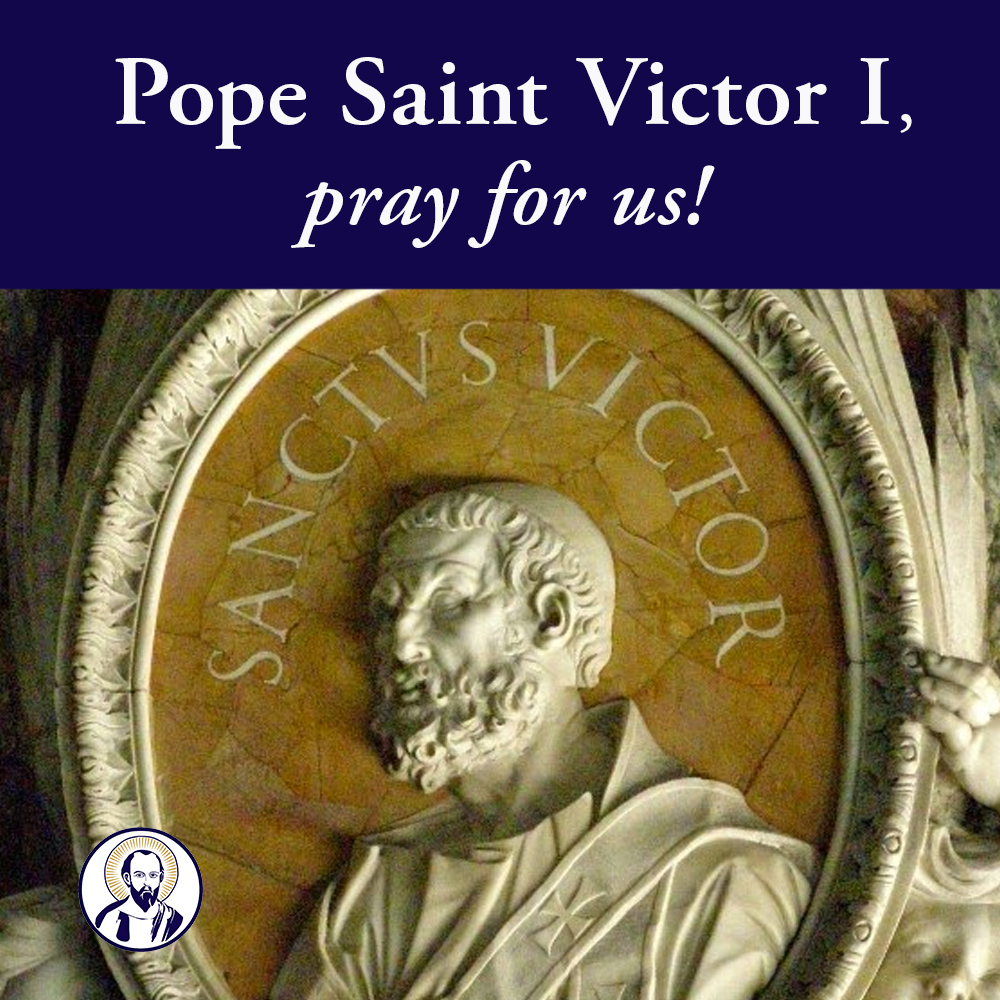 Pope Saint Victor I,
pray for us!
SANCTVS VICTOR